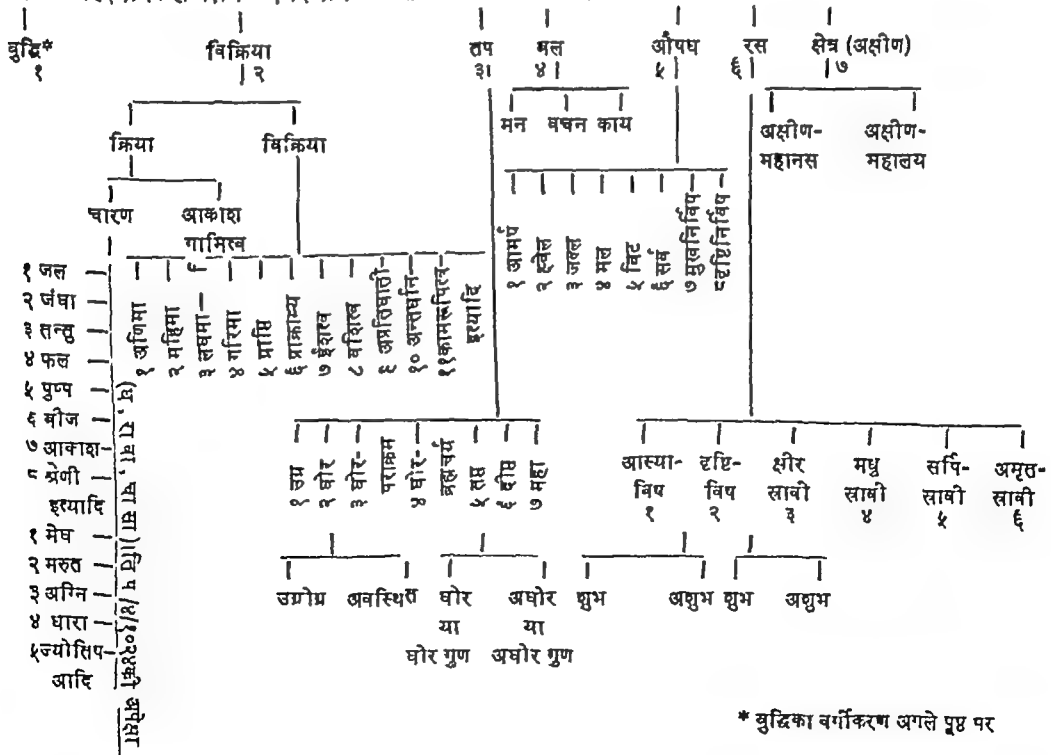 बुद्धि* विक्रिया तप मल औषध रस क्षेत्र (अक्षीण)
१ २ ३ ४ ५ ६ ७
मन वचन काय
अक्षीण- अक्षीण-
महानस महालय
क्रिया विक्रिया
चारण आकाश
गामित्व
१ जल
२ जंघा
३ तन्तु
४ फल
५ पुष्प
६ बीज
७ आकाश-
८ श्रेणी
इत्यादि
१ मेघ
२ मरुत
३ अग्नि
४ धारा
५ ज्योतिप-
आदि
१ अणिमा
२ महिमा
३ लघमा-
४ गरिमा
५ प्राप्ति
६ प्राकाम्य
७ ईशत्व
८ वशित्व
९ अप्रतिघाती-
१० अन्तर्धान-
११ कामरूपित्व-
इत्यादि
१ आमर्प
२ क्ष्वेल
३ जल्ल
४ मल
५ विट
६ सर्व
७ मुखनिर्विप-
८ दृष्टिनिर्विप-
१ उग्र
२ घोर
३ घोर-
पराक्रम
४ घोर-
ब्रह्मचर्य
५ तप्त
६ दीप्त
७ महा
आस्या- दृष्टि- क्षीर मधु सर्पि- अमृत-
विप विप स्रावी स्रावी स्रावी स्रावी
१ २ ३ ४ ५ ६
उग्रोग्र अवस्थित घोर अघोर शुभ अशुभ शुभ अशुभ
या या
घोर गुण अघोर गुण
ति प/४/१०३४की अपेक्षा
* बुद्धिका वर्गीकरण अगले पृष्ठ पर